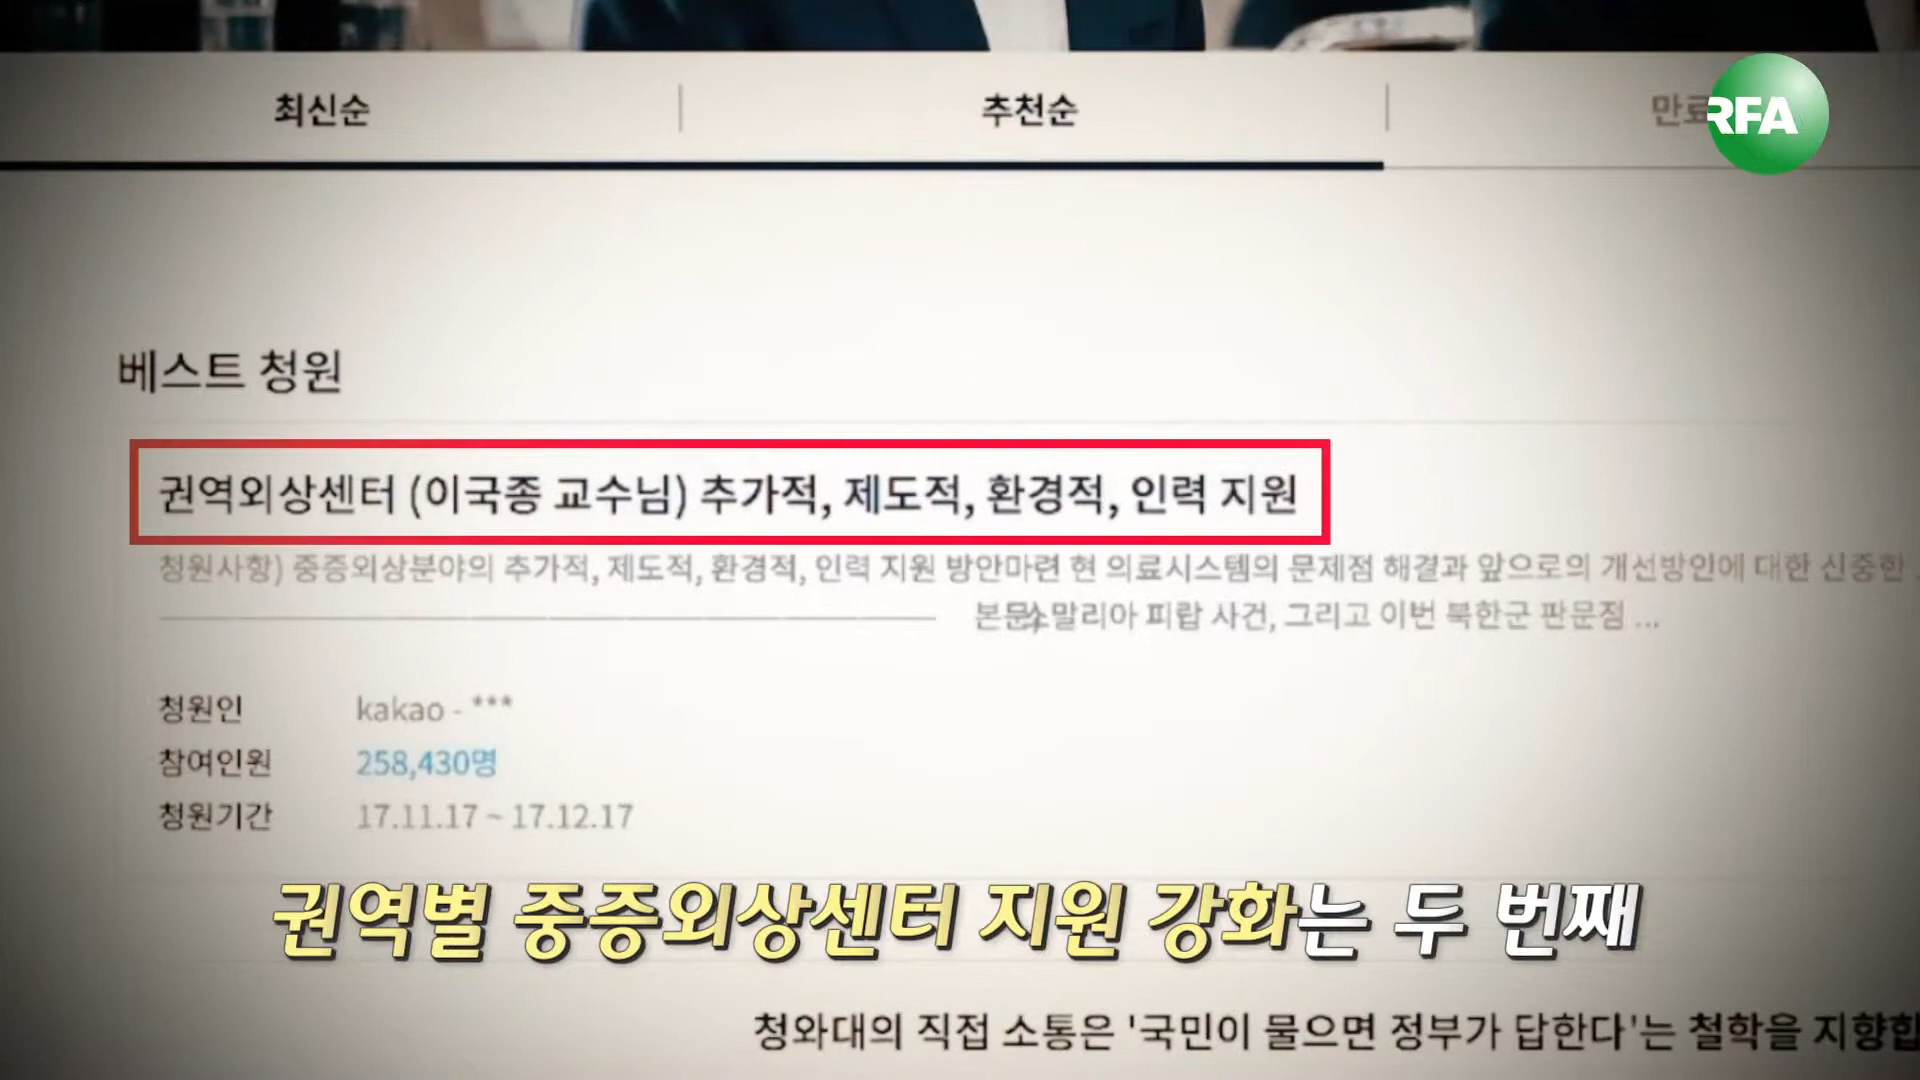 최신순
추천순
RFA
베스트 청원
권역외상센터 (이국종 교수님) 추가적, 제도적, 환경적, 인력 지원
청원사항) 중증외상분야의 추가적, 제도적, 환경적, 인력 지원 방안마련 현 의료시스템의 문제점 해결과 앞으로의 개선방인에 대한 신중한
소말리아 피랍 사건, 그리고 이번 북한군 판문점 ...
청원인 kakao - ***
참여인원 258,430명
청원기간 17.11.17 ~ 17.12.17
권역별 중증외상센터 지원 강화는 두 번째
청와대의 직접 소통은 '국민이 물으면 정부가 답한다'는 철학을 지향합